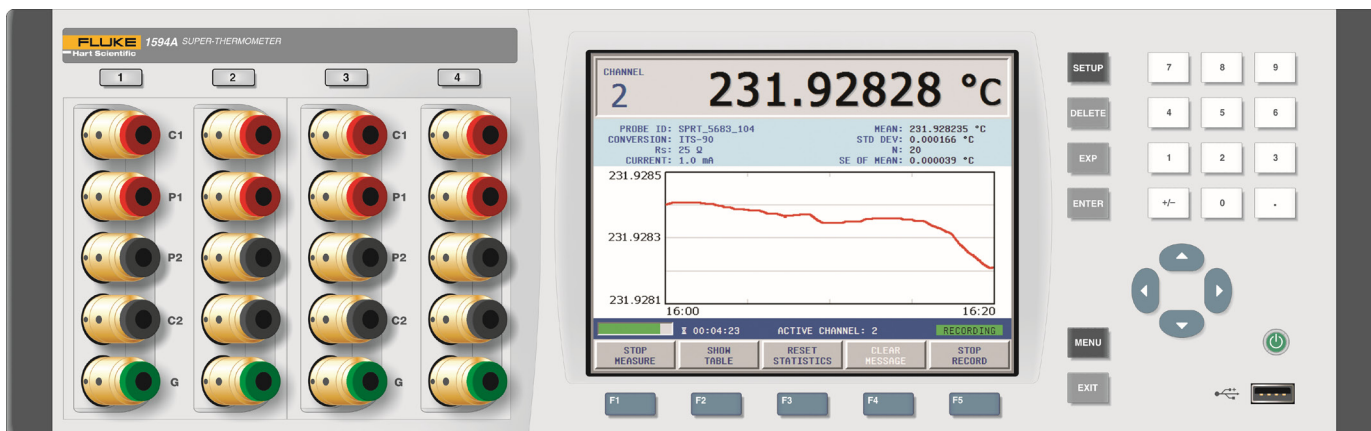 FLUKE 1594A SUPER-THERMOMETER
Hart Scientific
1 2 3 4
C1 C1
P1 P1
P2 P2
C2 C2
G G
CHANNEL
2
231.92828 °C
PROBE ID: SPRT_5683_104
CONVERSION: ITS-90
Rs: 25 Ω
CURRENT: 1.0 mA
MEAN: 231.928235 °C
STD DEV: 0.000166 °C
N: 20
SE OF MEAN: 0.000039 °C
231.9285
231.9283
231.9281
16:00 16:20
00:04:23 ACTIVE CHANNEL: 2 RECORDING
STOP MEASURE
SHOW TABLE
RESET STATISTICS
CLEAR MESSAGE
STOP RECORD
F1 F2 F3 F4 F5
SETUP 7 8 9
DELETE 4 5 6
EXP 1 2 3
ENTER +/− 0 .
MENU
EXIT